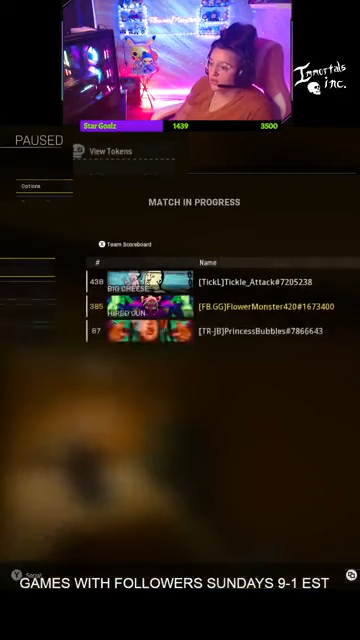 Immortals
inc.
Star Goalz 1439 3500
PAUSED
View Tokens
Options
MATCH IN PROGRESS
Team Scoreboard
# Name
438 BIG CHEESE [TickL]Tickle_Attack#7205238
385 HIRED GUN [FB.GG]FlowerMonster420#1673400
87 [TR-JB]PrincessBubbles#7866643
GAMES WITH FOLLOWERS SUNDAYS 9-1 EST